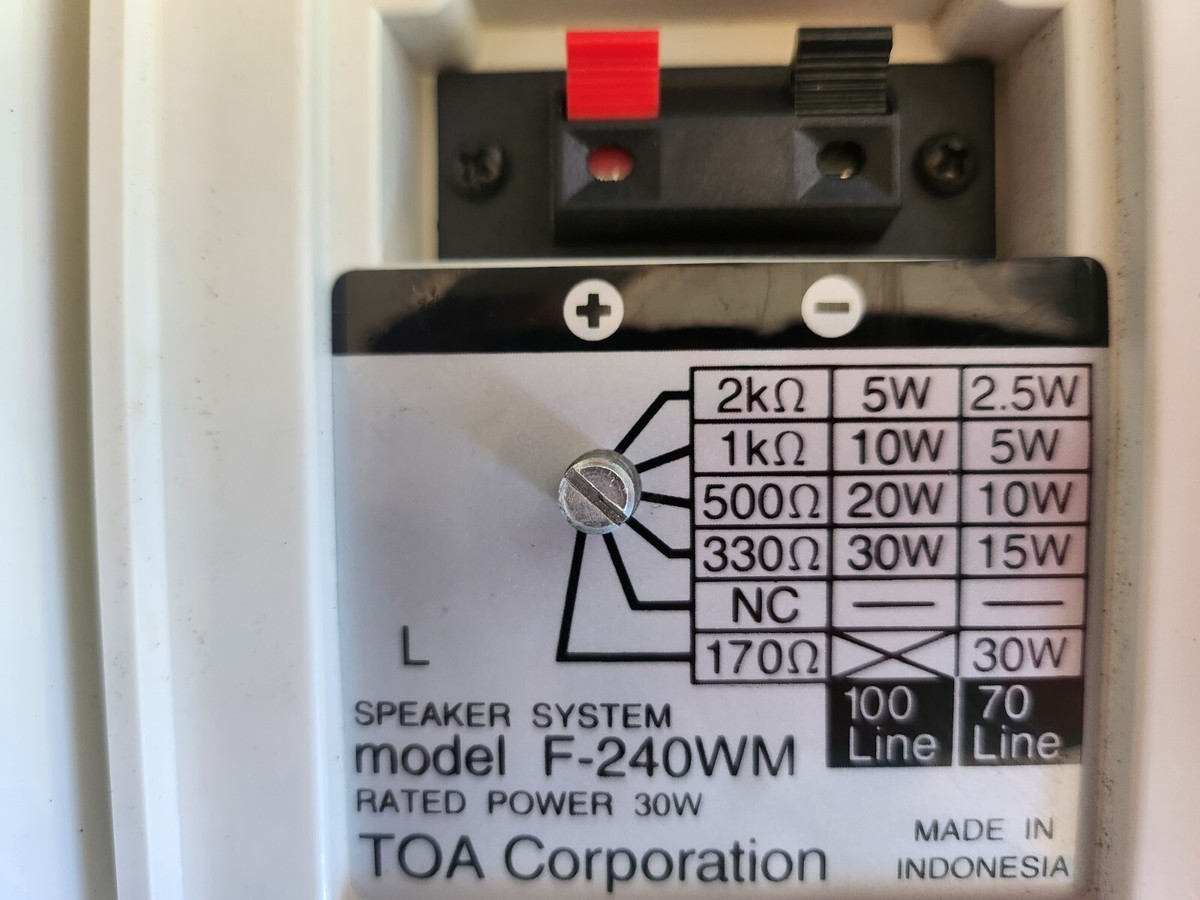 + −
2kΩ 5W 2.5W
1kΩ 10W 5W
500Ω 20W 10W
330Ω 30W 15W
NC — —
170Ω 30W
100 Line 70 Line
L
SPEAKER SYSTEM
model F-240WM
RATED POWER 30W
TOA Corporation
MADE IN
INDONESIA